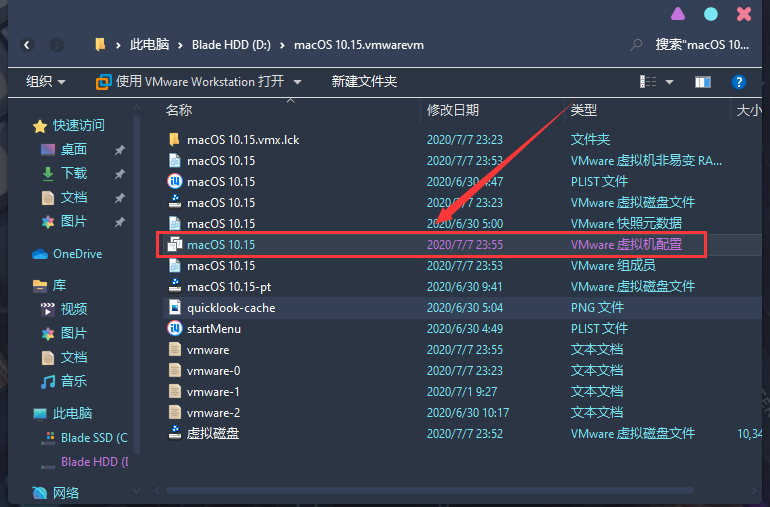 此电脑 > Blade HDD (D:) > macOS 10.15.vmwarevm
搜索"macOS 10...
组织 使用 VMware Workstation 打开 新建文件夹
名称 修改日期 类型 大小
快速访问
桌面
下载
文档
图片
OneDrive
库
视频
图片
文档
音乐
此电脑
Blade SSD (C
Blade HDD (D
网络
macOS 10.15.vmx.lck 2020/7/7 23:23 文件夹
macOS 10.15 2020/7/7 23:53 VMware 虚拟机非易变 RA...
macOS 10.15 2020/6/30 4:47 PLIST 文件
macOS 10.15 2020/7/7 23:23 VMware 虚拟磁盘文件
macOS 10.15 2020/6/30 5:00 VMware 快照元数据
macOS 10.15 2020/7/7 23:55 VMware 虚拟机配置
macOS 10.15 2020/7/7 23:53 VMware 组成员
macOS 10.15-pt 2020/6/30 9:41 VMware 虚拟磁盘文件
quicklook-cache 2020/6/30 5:04 PNG 文件
startMenu 2020/6/30 4:49 PLIST 文件
vmware 2020/7/7 23:55 文本文档
vmware-0 2020/7/7 23:23 文本文档
vmware-1 2020/7/1 9:27 文本文档
vmware-2 2020/6/30 10:17 文本文档
虚拟磁盘 2020/7/7 23:52 VMware 虚拟磁盘文件 10,34